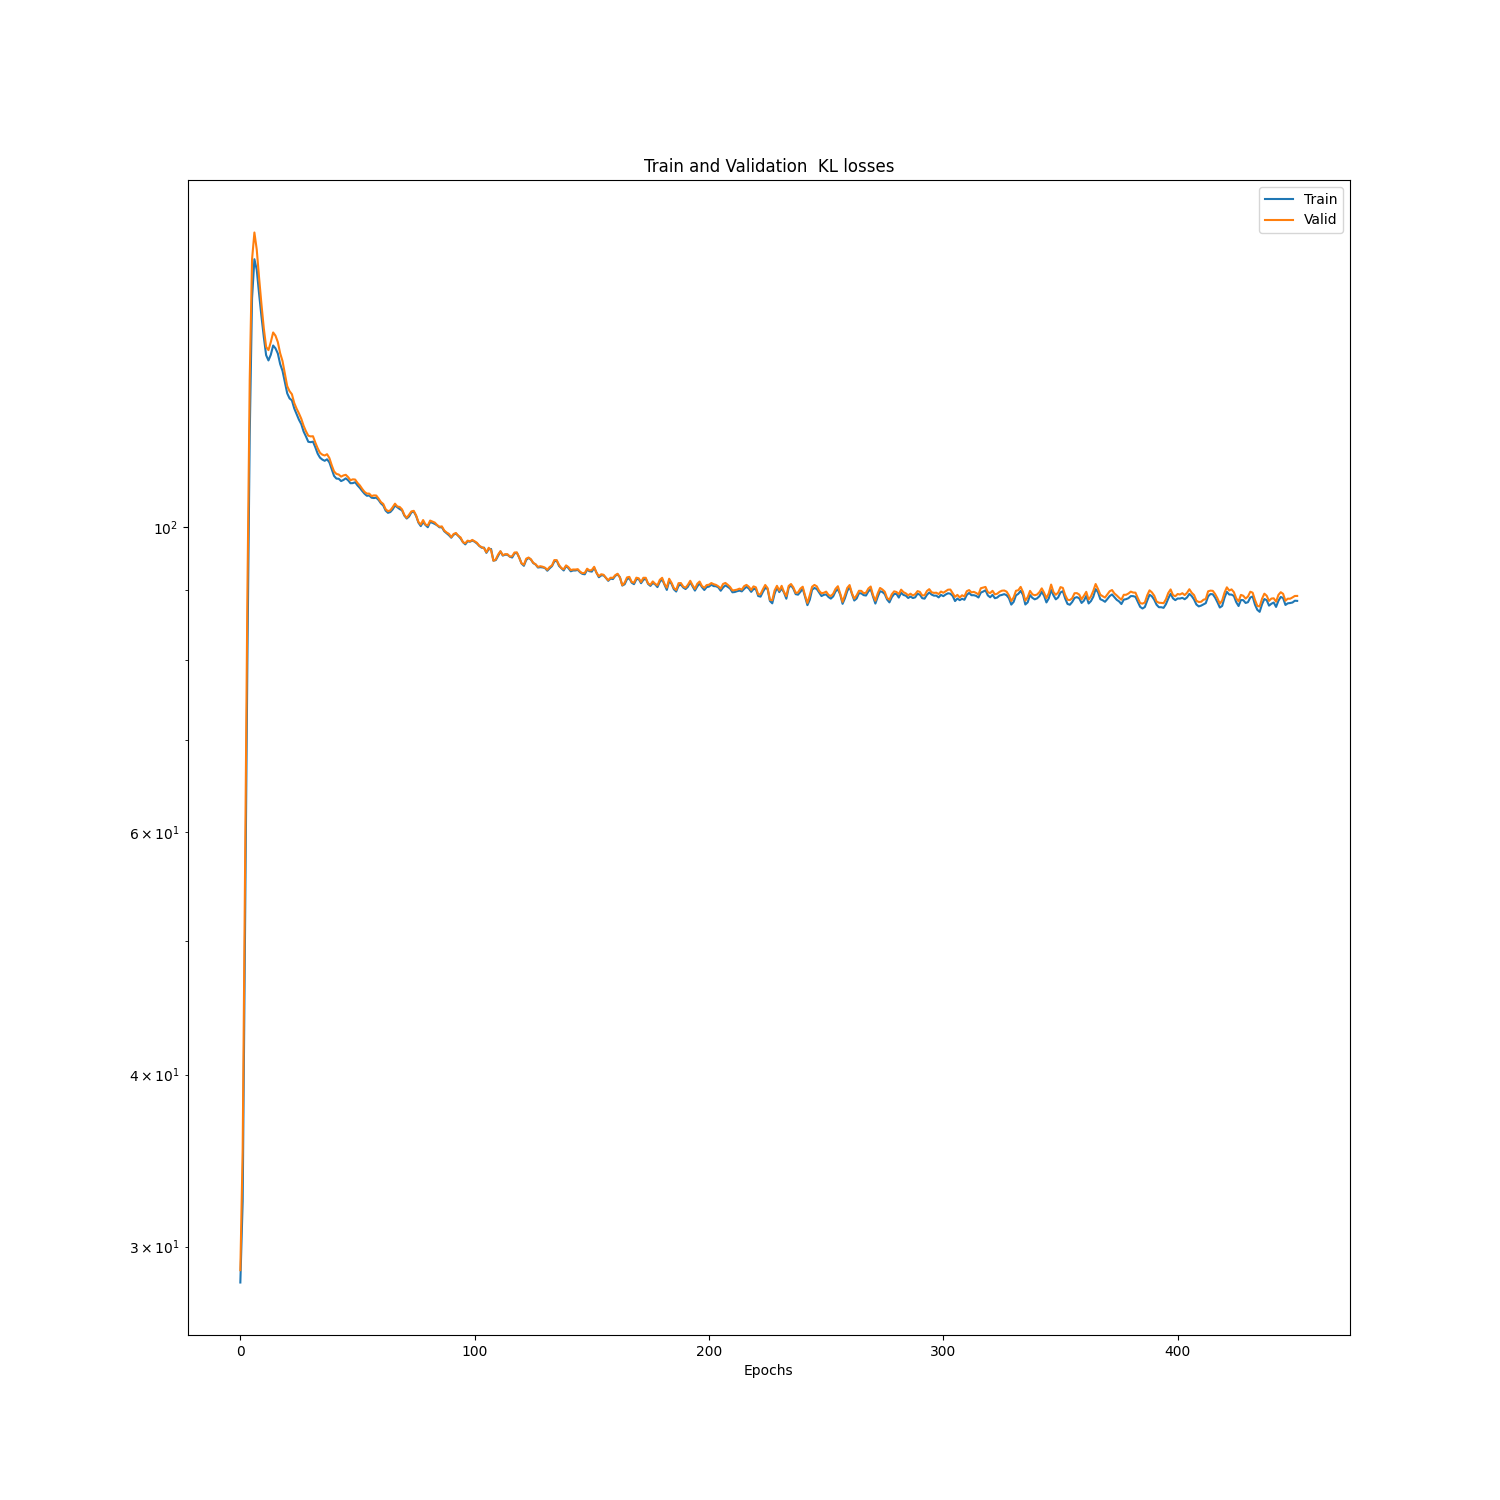 Train and Validation  KL losses
Train
Valid
10²
6 × 10¹
4 × 10¹
3 × 10¹
0 100 200 300 400
Epochs